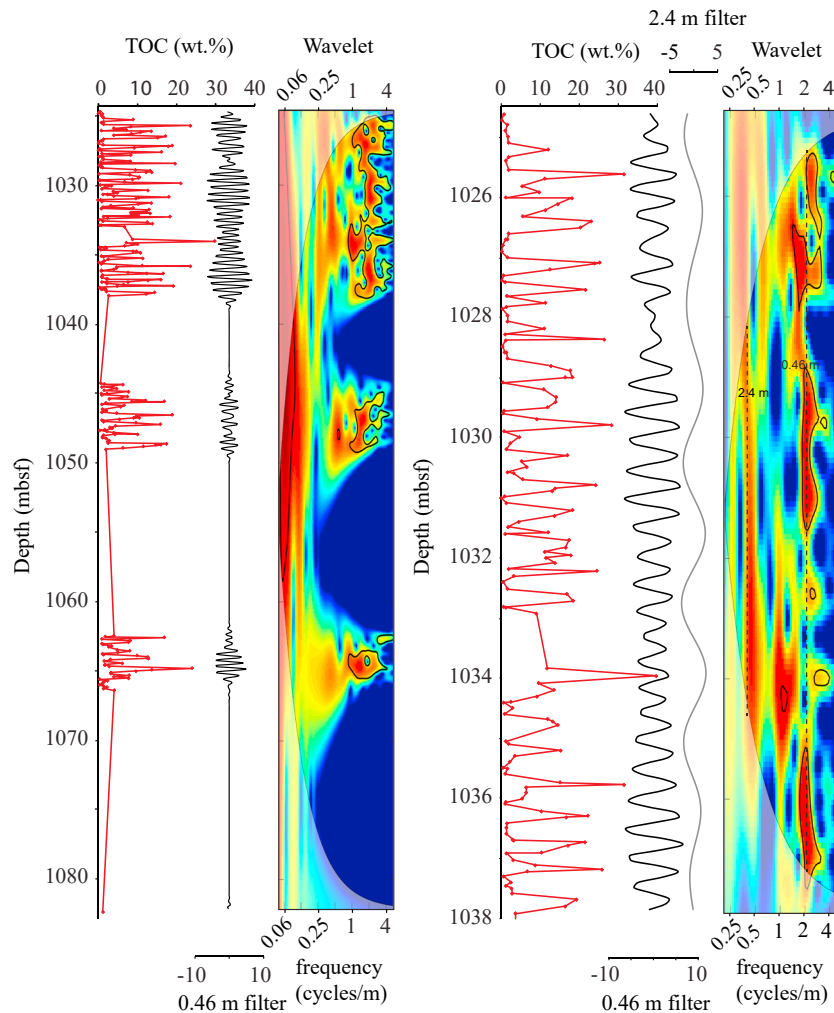 2.4 m filter
TOC (wt.%)
Wavelet
TOC (wt.%)
-5 5
Wavelet
0 10 20 30 40
0.06 0.25 1 4
0 10 20 30 40
0.25 0.5 1 2 4
Depth (mbsf)
1030
1040
1050
1060
1070
1080
Depth (mbsf)
1026
1028
1030
1032
1034
1036
1038
0.46 m
2.4 m
0.06 0.25 1 4
0.25 0.5 1 2 4
-10 10
0.46 m filter
frequency
(cycles/m)
-10 10
0.46 m filter
frequency
(cycles/m)